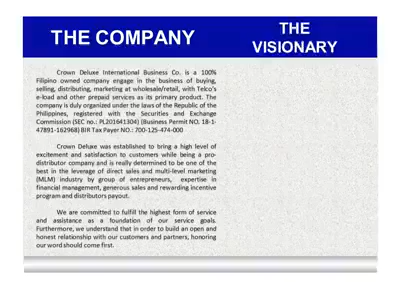 THE COMPANY
THE
VISIONARY
Crown Deluxe International Business Co. is a 100%
Filipino owned company engage in the business of buying,
selling, distributing, marketing at wholesale/retail, with Telco's
e-load and other prepaid services as its primary product. The
company is duly organized under the laws of the Republic of the
Philippines, registered with the Securities and Exchange
Commission (SEC no.: PL201641304) (Business Permit NO. 18-1-
47891-162968) BIR Tax Payer NO.: 700-125-474-000
Crown Deluxe was established to bring a high level of
excitement and satisfaction to customers while being a pro-
distributor company and is really determined to be one of the
best in the leverage of direct sales and multi-level marketing
(MLM) industry by group of entrepreneurs, expertise in
financial management, generous sales and rewarding incentive
program and distributors payout.
We are committed to fulfill the highest form of service
and assistance as a foundation of our service goals.
Furthermore, we understand that in order to build an open and
honest relationship with our customers and partners, honoring
our word should come first.